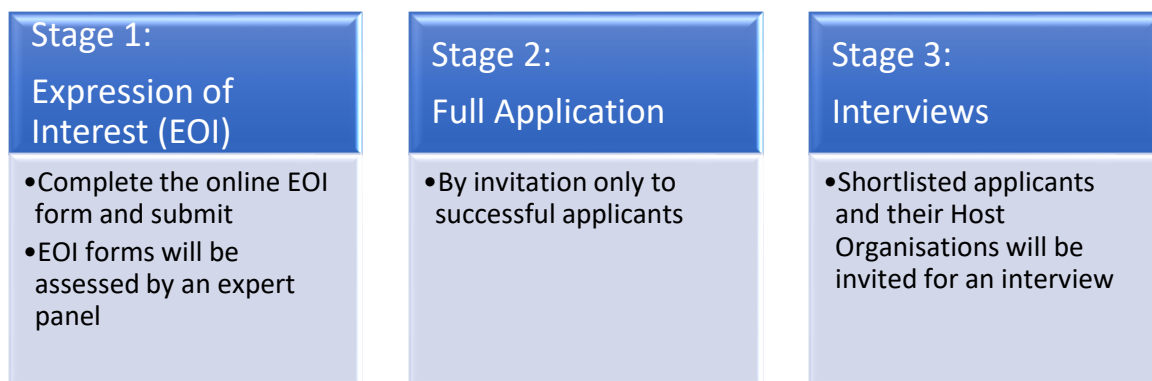 Stage 1:
Expression of
Interest (EOI)
•Complete the online EOI
form and submit
•EOI forms will be
assessed by an expert
panel
Stage 2:
Full Application
•By invitation only to
successful applicants
Stage 3:
Interviews
•Shortlisted applicants
and their Host
Organisations will be
invited for an interview